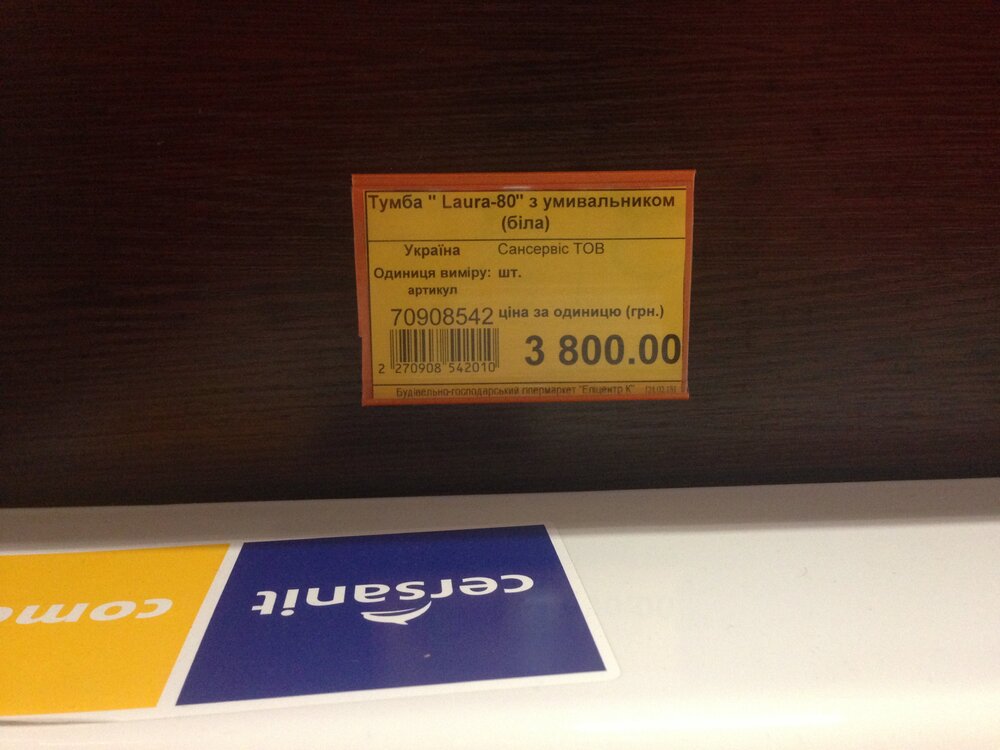 Тумба " Laura-80" з умивальником
(біла)
Україна Сансервіс ТОВ
Одиниця виміру: шт.
артикул
70908542 ціна за одиницю (грн.)
3 800.00
2 270908 542010
Будівельно-господарський гіпермаркет "Епіцентр К"
cersanit
como